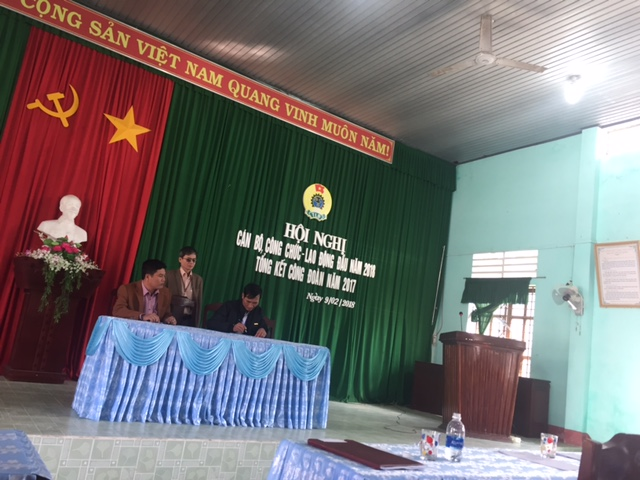 CỘNG SẢN VIỆT NAM QUANG VINH MUÔN NĂM!
HỘI NGHỊ
CÁN BỘ, CÔNG CHỨC - LAO ĐỘNG ĐẦU NĂM 2018
TỔNG KẾT CÔNG ĐOÀN NĂM 2017
Ngày 9/02/2018